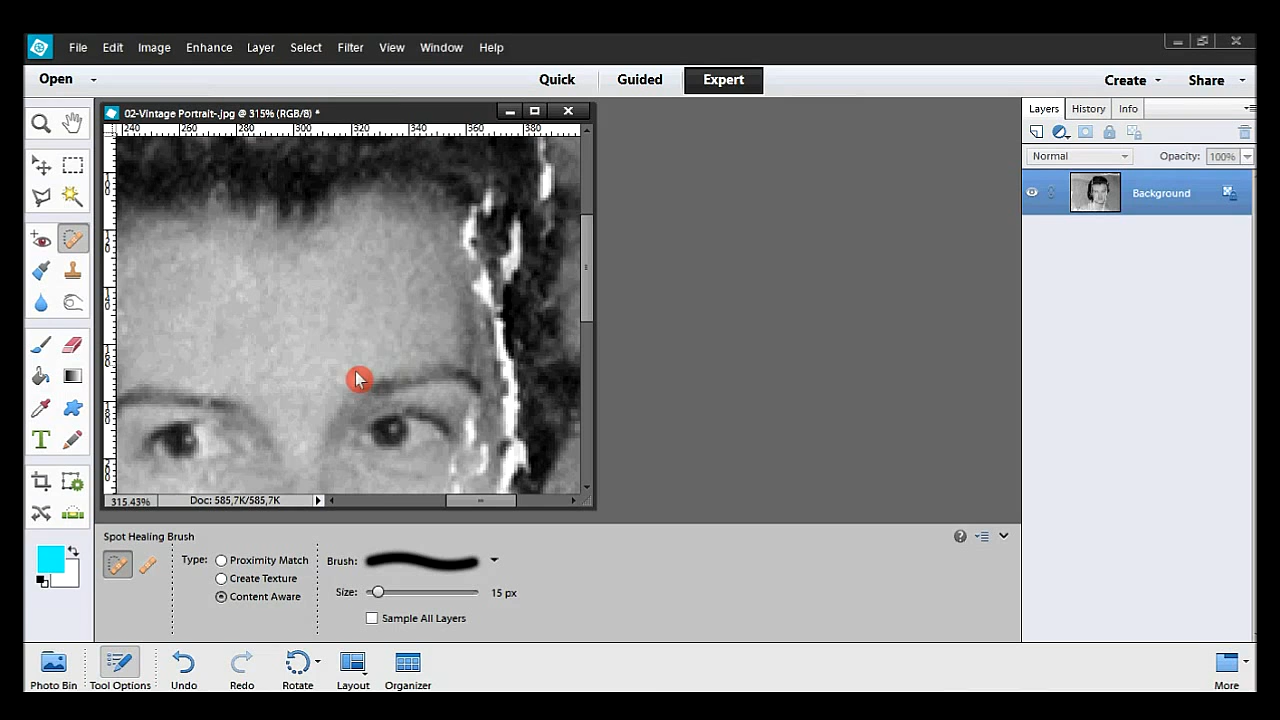 File Edit Image Enhance Layer Select Filter View Window Help
Open Quick Guided Expert Create Share
02-Vintage Portrait-.jpg @ 315% (RGB/8) *
Layers History Info
240 260 280 300 320 340 360 380
Normal Opacity: 100%
Background
315.43% Doc: 585,7K/585,7K
Spot Healing Brush
Type: Proximity Match
Create Texture
Content Aware
Brush:
Size: 15 px
Sample All Layers
T
Photo Bin Tool Options Undo Redo Rotate Layout Organizer More